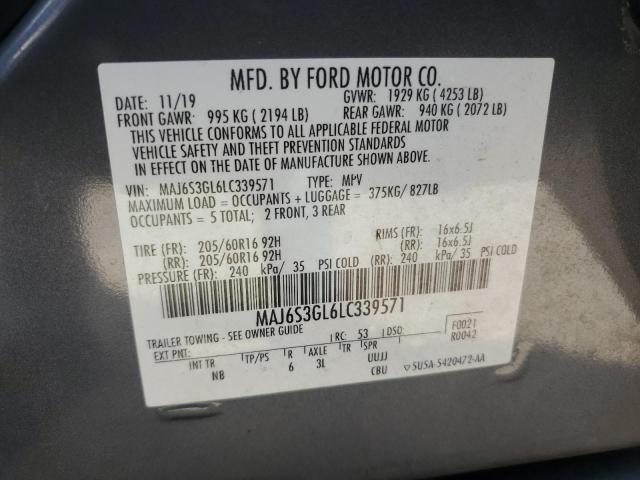 MFD. BY FORD MOTOR CO.
DATE: 11/19 GVWR: 1929 KG ( 4253 LB)
FRONT GAWR: 995 KG ( 2194 LB) REAR GAWR: 940 KG ( 2072 LB)
THIS VEHICLE CONFORMS TO ALL APPLICABLE FEDERAL MOTOR
VEHICLE SAFETY AND THEFT PREVENTION STANDARDS
IN EFFECT ON THE DATE OF MANUFACTURE SHOWN ABOVE.
VIN: MAJ6S3GL6LC339571 TYPE: MPV
MAXIMUM LOAD = OCCUPANTS + LUGGAGE = 375KG/ 827LB
OCCUPANTS = 5 TOTAL; 2 FRONT, 3 REAR
TIRE (FR): 205/60R16 92H RIMS (FR): 16x6.5J
(RR): 205/60R16 92H (RR): 16x6.5J
PRESSURE (FR): 240 kPa/ 35 PSI COLD (RR): 240 kPa/ 35 PSI COLD
MAJ6S3GL6LC339571
TRAILER TOWING - SEE OWNER GUIDE RC: 53 DSO: F0021
EXT PNT: R0042
INT TR TP/PS R AXLE TR SPR UUJJ
NB 6 3L CBU ▽SU5A-5420472-AA